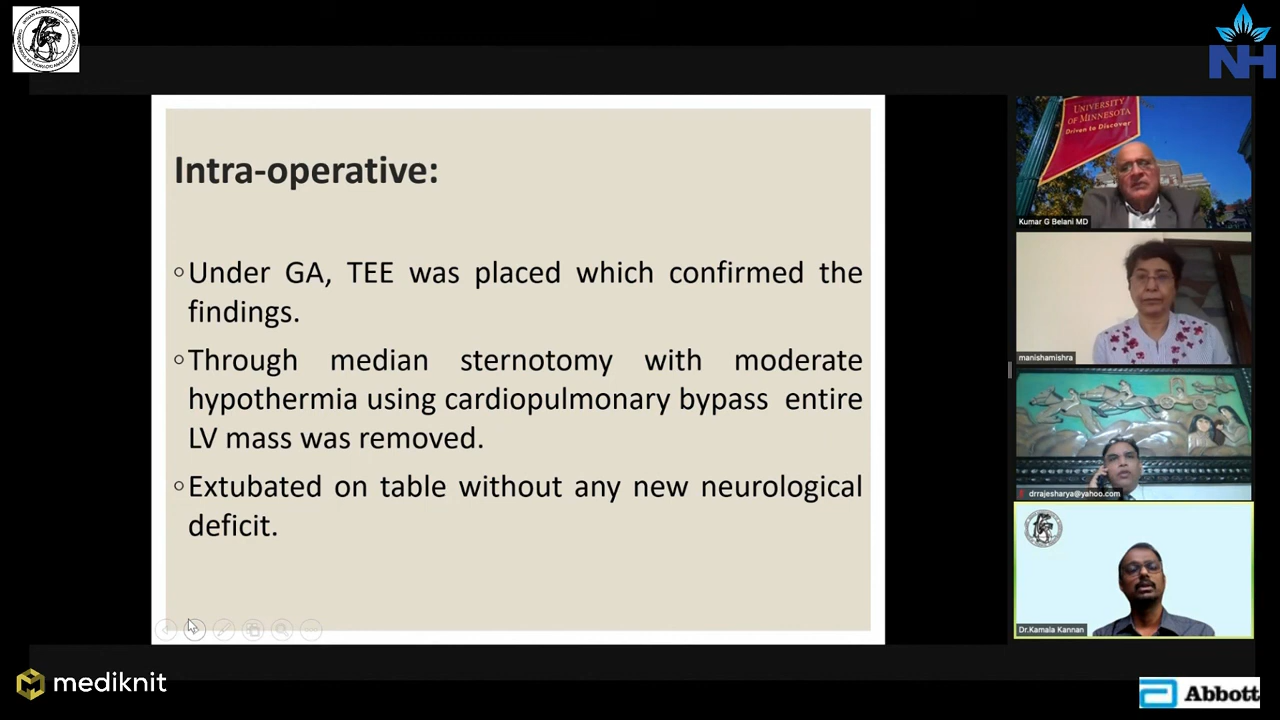 NH
UNIVERSITY
OF MINNESOTA
Driven to Discover
Kumar G Belani MD
Intra-operative:
◦Under GA, TEE was placed which confirmed the
findings.
◦Through median sternotomy with moderate
hypothermia using cardiopulmonary bypass entire
LV mass was removed.
◦Extubated on table without any new neurological
deficit.
manishamishra
drrajesharya@yahoo.com
Dr.Kamala Kannan
mediknit
Abbott